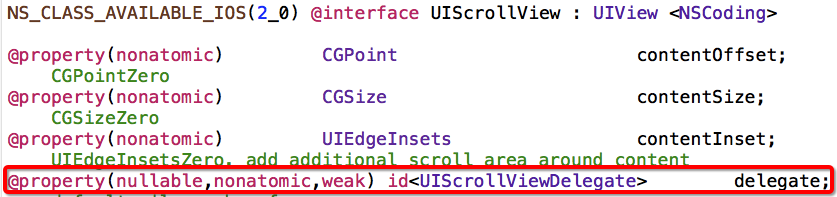 NS_CLASS_AVAILABLE_IOS(2_0) @interface UIScrollView : UIView <NSCoding>
@property(nonatomic) CGPoint contentOffset;
CGPointZero
@property(nonatomic) CGSize contentSize;
CGSizeZero
@property(nonatomic) UIEdgeInsets contentInset;
UIEdgeInsetsZero. add additional scroll area around content
@property(nullable,nonatomic,weak) id<UIScrollViewDelegate> delegate;